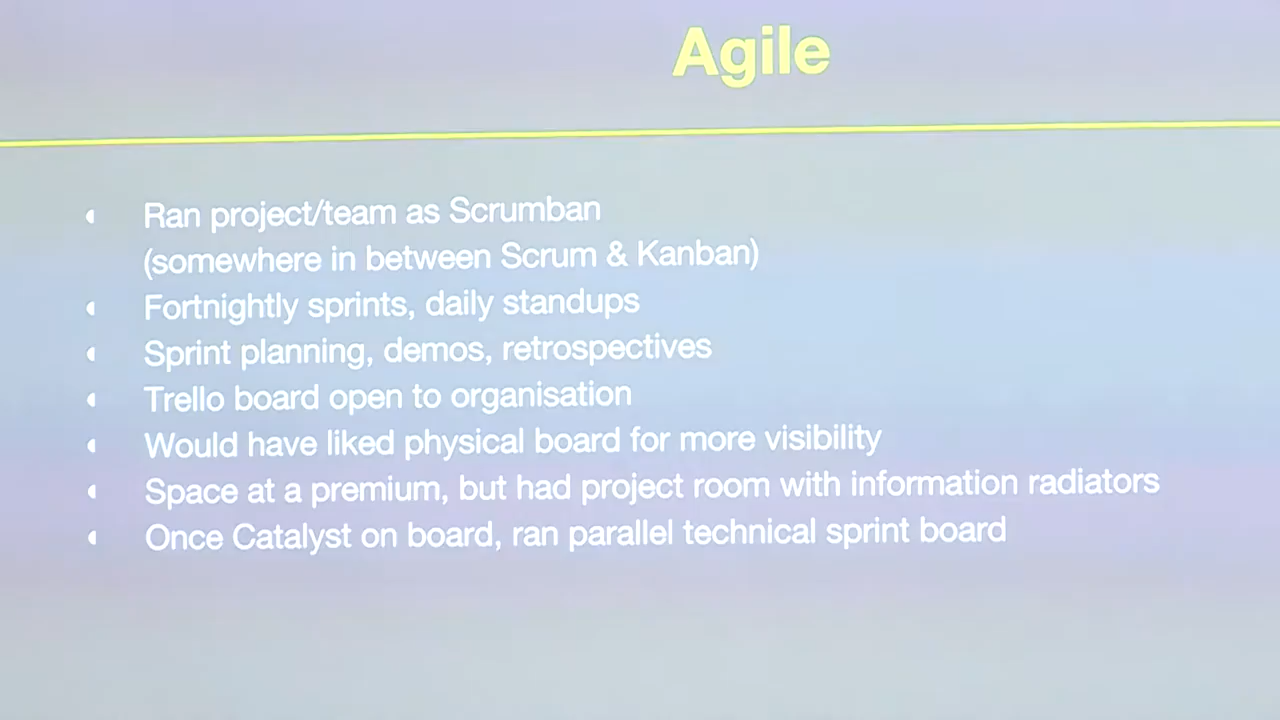 Agile
Ran project/team as Scrumban
(somewhere in between Scrum & Kanban)
Fortnightly sprints, daily standups
Sprint planning, demos, retrospectives
Trello board open to organisation
Would have liked physical board for more visibility
Space at a premium, but had project room with information radiators
Once Catalyst on board, ran parallel technical sprint board